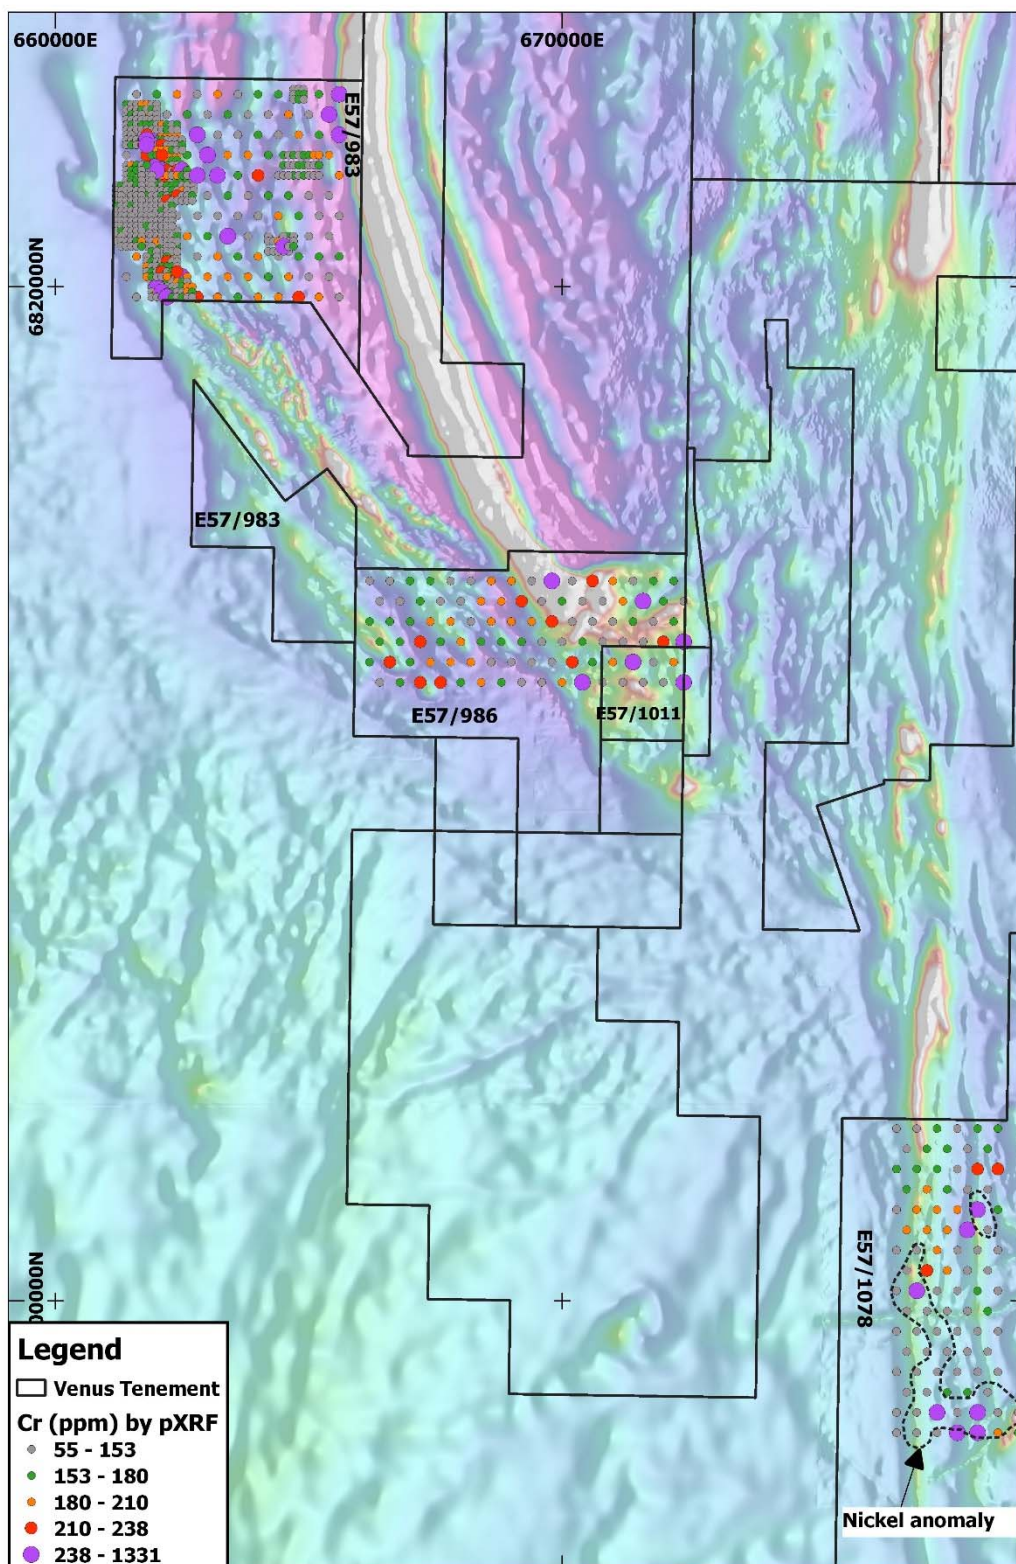 660000E
670000E
E57/983
6820000N
E57/983
E57/986
E57/1011
E57/1078
00000N
Legend
Venus Tenement
Cr (ppm) by pXRF
55 - 153
153 - 180
180 - 210
210 - 238
238 - 1331
Nickel anomaly